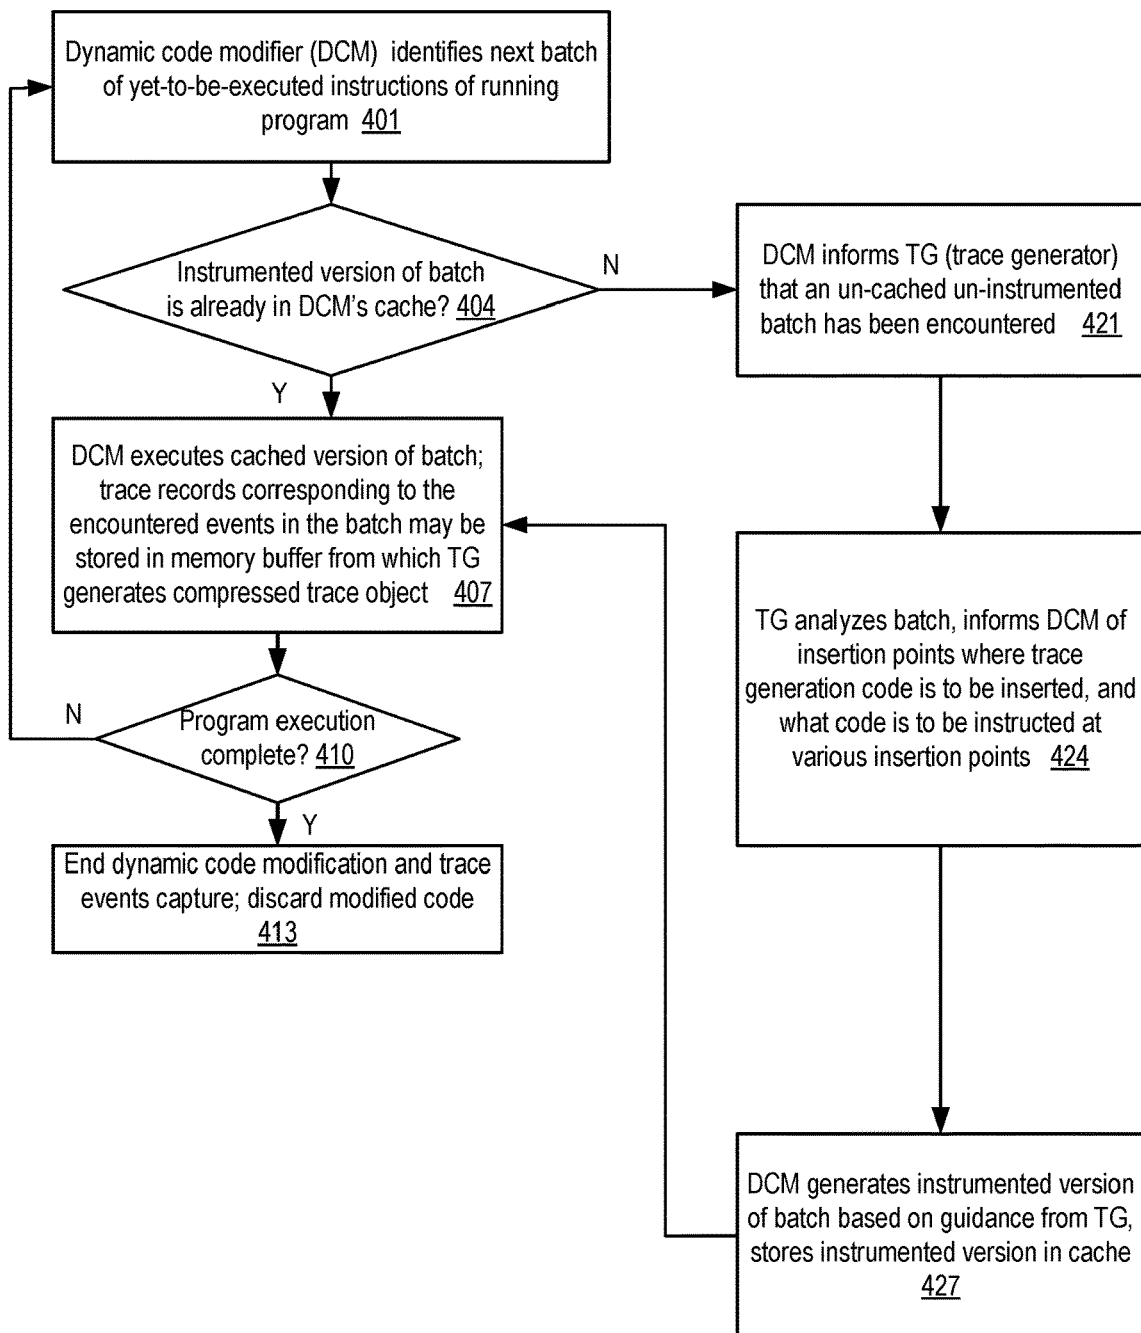 Dynamic code modifier (DCM) identifies next batch
of yet-to-be-executed instructions of running
program 401
Instrumented version of batch
is already in DCM's cache? 404
N
Y
DCM informs TG (trace generator)
that an un-cached un-instrumented
batch has been encountered 421
DCM executes cached version of batch;
trace records corresponding to the
encountered events in the batch may be
stored in memory buffer from which TG
generates compressed trace object 407
TG analyzes batch, informs DCM of
insertion points where trace
generation code is to be inserted, and
what code is to be instructed at
various insertion points 424
N
Program execution
complete? 410
Y
End dynamic code modification and trace
events capture; discard modified code
413
DCM generates instrumented version
of batch based on guidance from TG,
stores instrumented version in cache
427